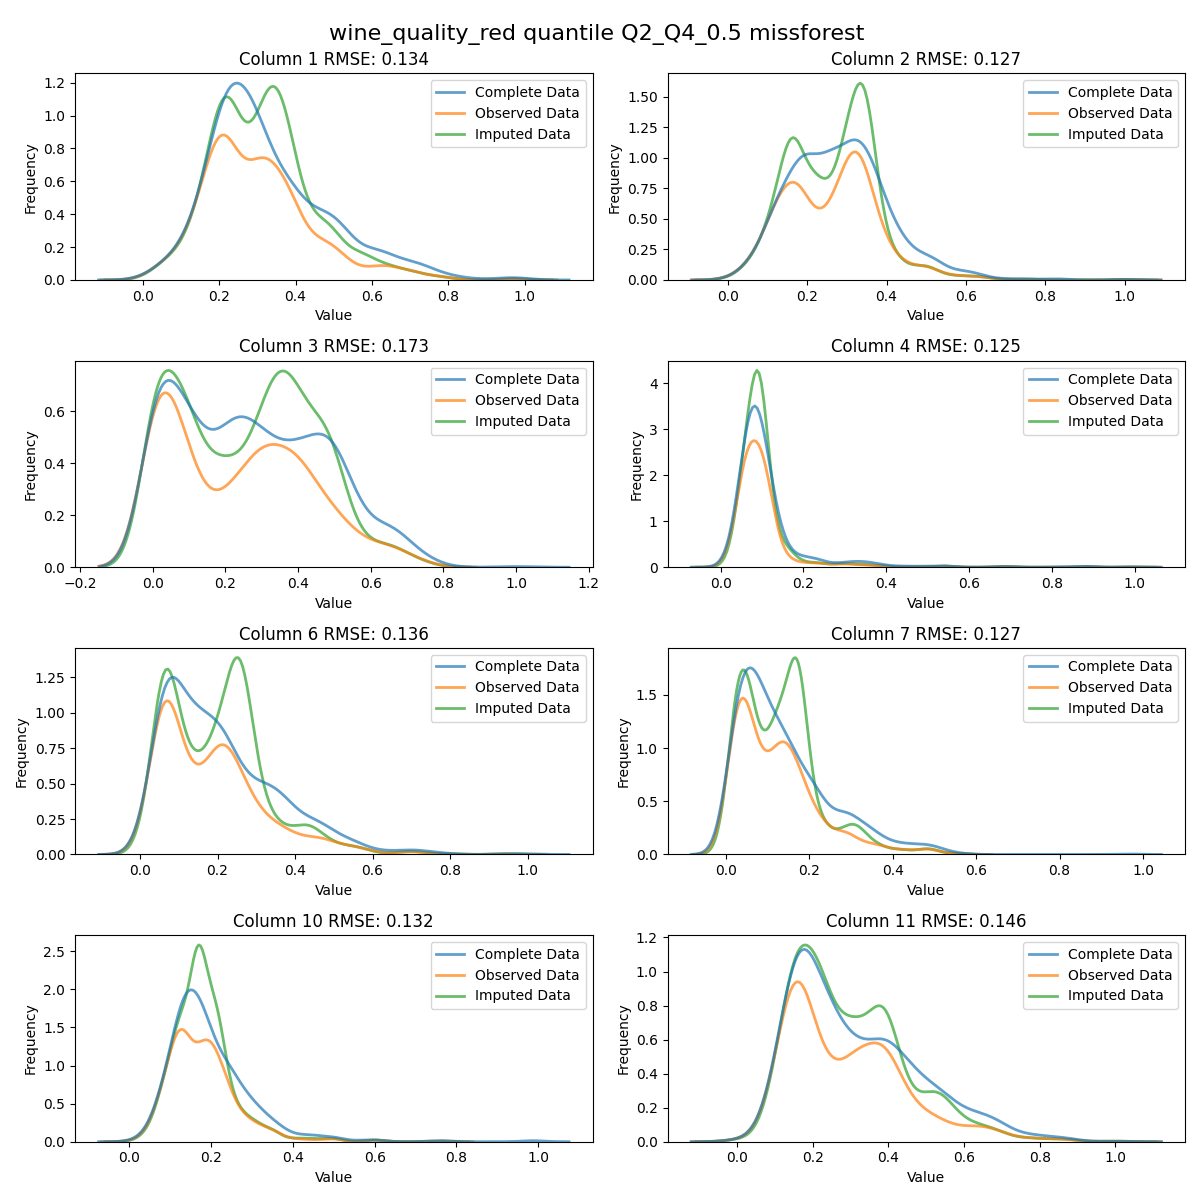 wine_quality_red quantile Q2_Q4_0.5 missforest
Column 1 RMSE: 0.134
Frequency
1.2
1.0
0.8
0.6
0.4
0.2
0.0
Complete Data
Observed Data
Imputed Data
0.0 0.2 0.4 0.6 0.8 1.0
Value
Column 2 RMSE: 0.127
Frequency
1.50
1.25
1.00
0.75
0.50
0.25
0.00
Complete Data
Observed Data
Imputed Data
0.0 0.2 0.4 0.6 0.8 1.0
Value
Column 3 RMSE: 0.173
Frequency
0.6
0.4
0.2
0.0
Complete Data
Observed Data
Imputed Data
−0.2 0.0 0.2 0.4 0.6 0.8 1.0 1.2
Value
Column 4 RMSE: 0.125
Frequency
4
3
2
1
0
Complete Data
Observed Data
Imputed Data
0.0 0.2 0.4 0.6 0.8 1.0
Value
Column 6 RMSE: 0.136
Frequency
1.25
1.00
0.75
0.50
0.25
0.00
Complete Data
Observed Data
Imputed Data
0.0 0.2 0.4 0.6 0.8 1.0
Value
Column 7 RMSE: 0.127
Frequency
1.5
1.0
0.5
0.0
Complete Data
Observed Data
Imputed Data
0.0 0.2 0.4 0.6 0.8 1.0
Value
Column 10 RMSE: 0.132
Frequency
2.5
2.0
1.5
1.0
0.5
0.0
Complete Data
Observed Data
Imputed Data
0.0 0.2 0.4 0.6 0.8 1.0
Value
Column 11 RMSE: 0.146
Frequency
1.2
1.0
0.8
0.6
0.4
0.2
0.0
Complete Data
Observed Data
Imputed Data
0.0 0.2 0.4 0.6 0.8 1.0
Value